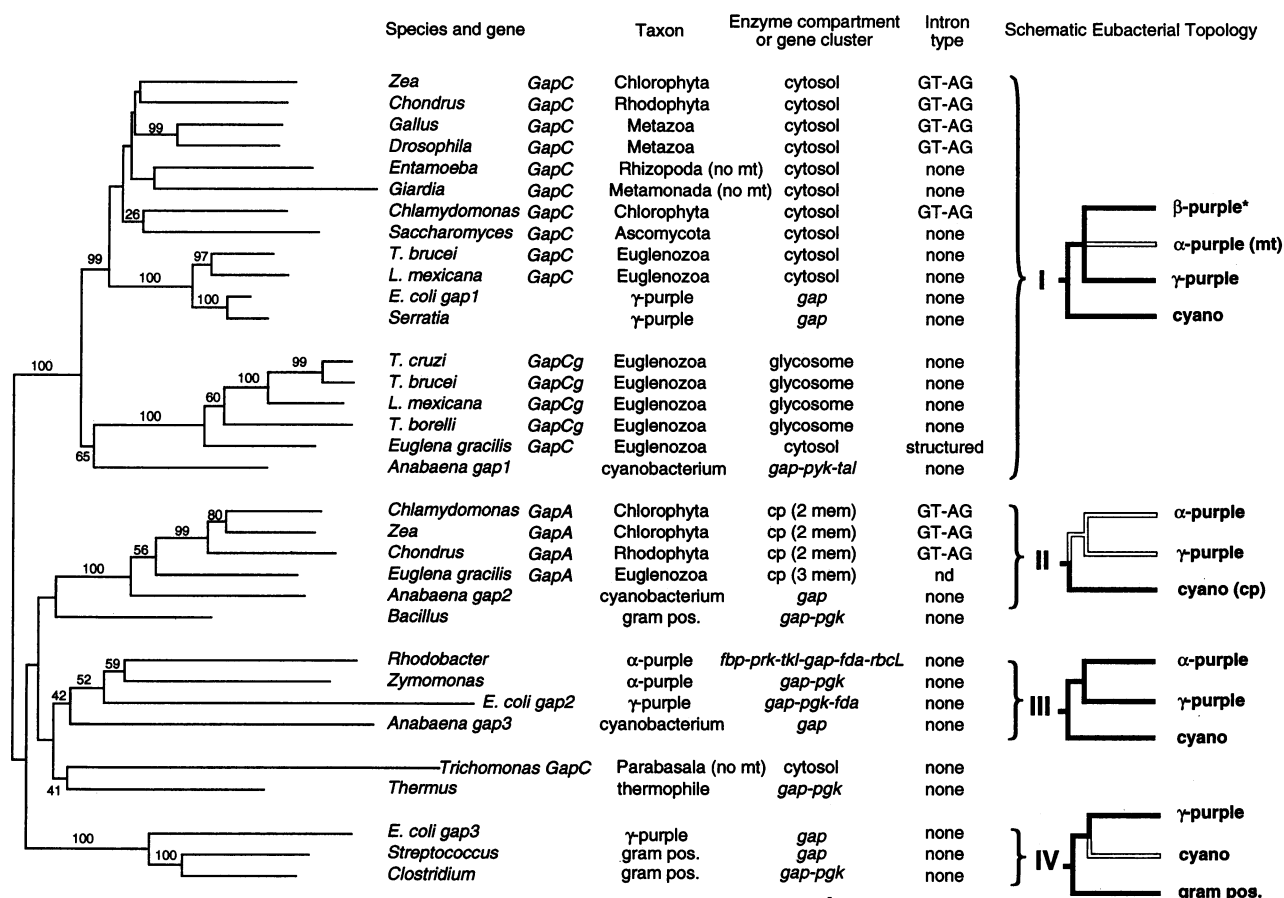 Species and gene Taxon Enzyme compartment or gene cluster Intron type Schematic Eubacterial Topology
Zea GapC Chlorophyta cytosol GT-AG
Chondrus GapC Rhodophyta cytosol GT-AG
99 Gallus GapC Metazoa cytosol GT-AG
Drosophila GapC Metazoa cytosol GT-AG
Entamoeba GapC Rhizopoda (no mt) cytosol none
Giardia GapC Metamonada (no mt) cytosol none
26 Chlamydomonas GapC Chlorophyta cytosol GT-AG
Saccharomyces GapC Ascomycota cytosol none
97 T. brucei GapC Euglenozoa cytosol none
99 100 L. mexicana GapC Euglenozoa cytosol none
100 E. coli gap1 γ-purple gap none
Serratia γ-purple gap none
I
β-purple*
α-purple (mt)
γ-purple
cyano
100 99 T. cruzi GapCg Euglenozoa glycosome none
100 T. brucei GapCg Euglenozoa glycosome none
60 L. mexicana GapCg Euglenozoa glycosome none
100 T. borelli GapCg Euglenozoa glycosome none
Euglena gracilis GapC Euglenozoa cytosol structured
65 Anabaena gap1 cyanobacterium gap-pyk-tal none
80 Chlamydomonas GapA Chlorophyta cp (2 mem) GT-AG
99 Zea GapA Chlorophyta cp (2 mem) GT-AG
56 Chondrus GapA Rhodophyta cp (2 mem) GT-AG
100 Euglena gracilis GapA Euglenozoa cp (3 mem) nd
Anabaena gap2 cyanobacterium gap none
Bacillus gram pos. gap-pgk none
II
α-purple
γ-purple
cyano (cp)
59 Rhodobacter α-purple fbp-prk-tkl-gap-fda-rbcL none
52 Zymomonas α-purple gap-pgk none
42 E. coli gap2 γ-purple gap-pgk-fda none
Anabaena gap3 cyanobacterium gap none
III
α-purple
γ-purple
cyano
Trichomonas GapC Parabasala (no mt) cytosol none
41 Thermus thermophile gap-pgk none
100 E. coli gap3 γ-purple gap none
100 Streptococcus gram pos. gap none
Clostridium gram pos. gap-pgk none
IV
γ-purple
cyano
gram pos.